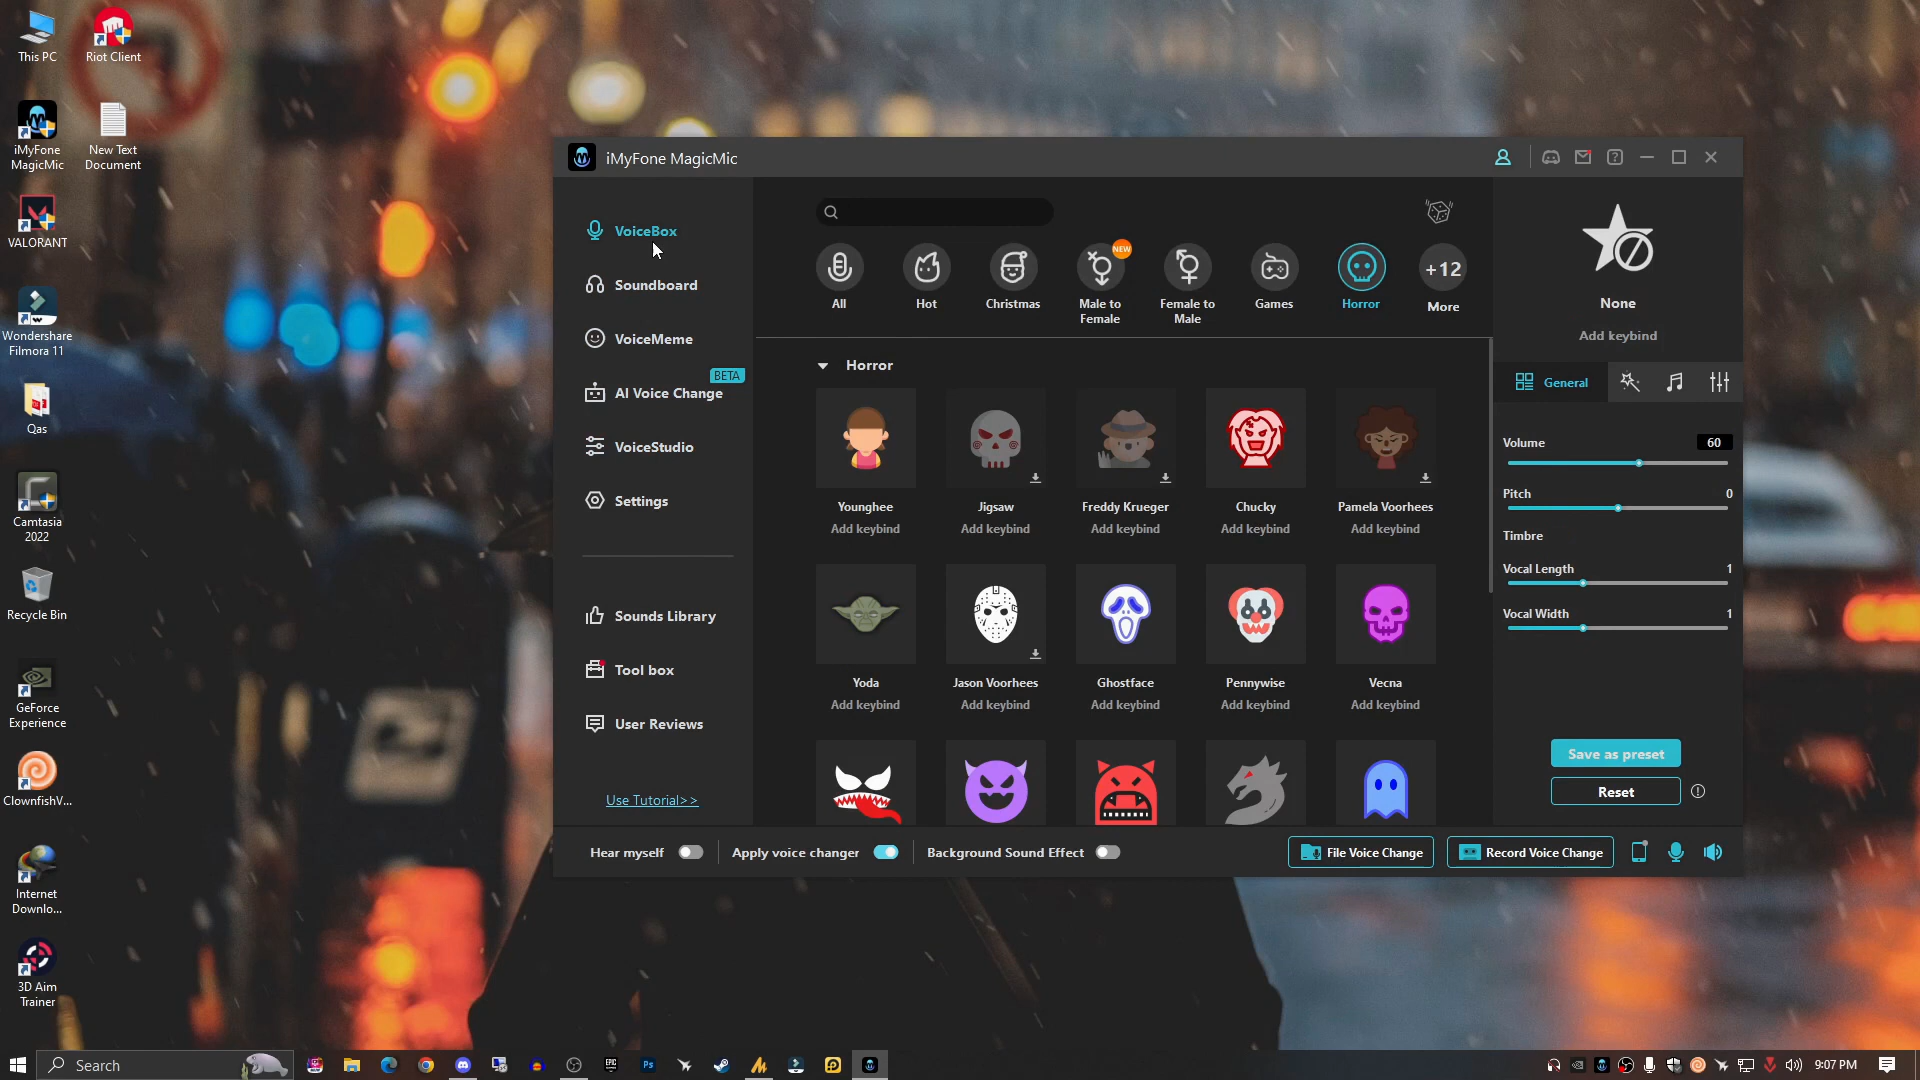 This PC
Riot Client
iMyFone
MagicMic
New Text
Document
VALORANT
Wondershare
Filmora 11
Qas
Camtasia
2022
Recycle Bin
GeForce
Experience
ClownfishV...
Internet
Downlo...
3D Aim
Trainer
iMyFone MagicMic
VoiceBox
Soundboard
VoiceMeme
BETA
AI Voice Change
VoiceStudio
Settings
Sounds Library
Tool box
User Reviews
Use Tutorial>>
NEW
+12
All
Hot
Christmas
Male to
Female
Female to
Male
Games
Horror
More
Horror
Younghee
Jigsaw
Freddy Krueger
Chucky
Pamela Voorhees
Add keybind
Add keybind
Add keybind
Add keybind
Add keybind
Yoda
Jason Voorhees
Ghostface
Pennywise
Vecna
Add keybind
Add keybind
Add keybind
Add keybind
Add keybind
None
Add keybind
General
Volume 60
Pitch 0
Timbre
Vocal Length 1
Vocal Width 1
Save as preset
Reset
Hear myself
Apply voice changer
Background Sound Effect
File Voice Change
Record Voice Change
Search
EPIC
Ps
9:07 PM